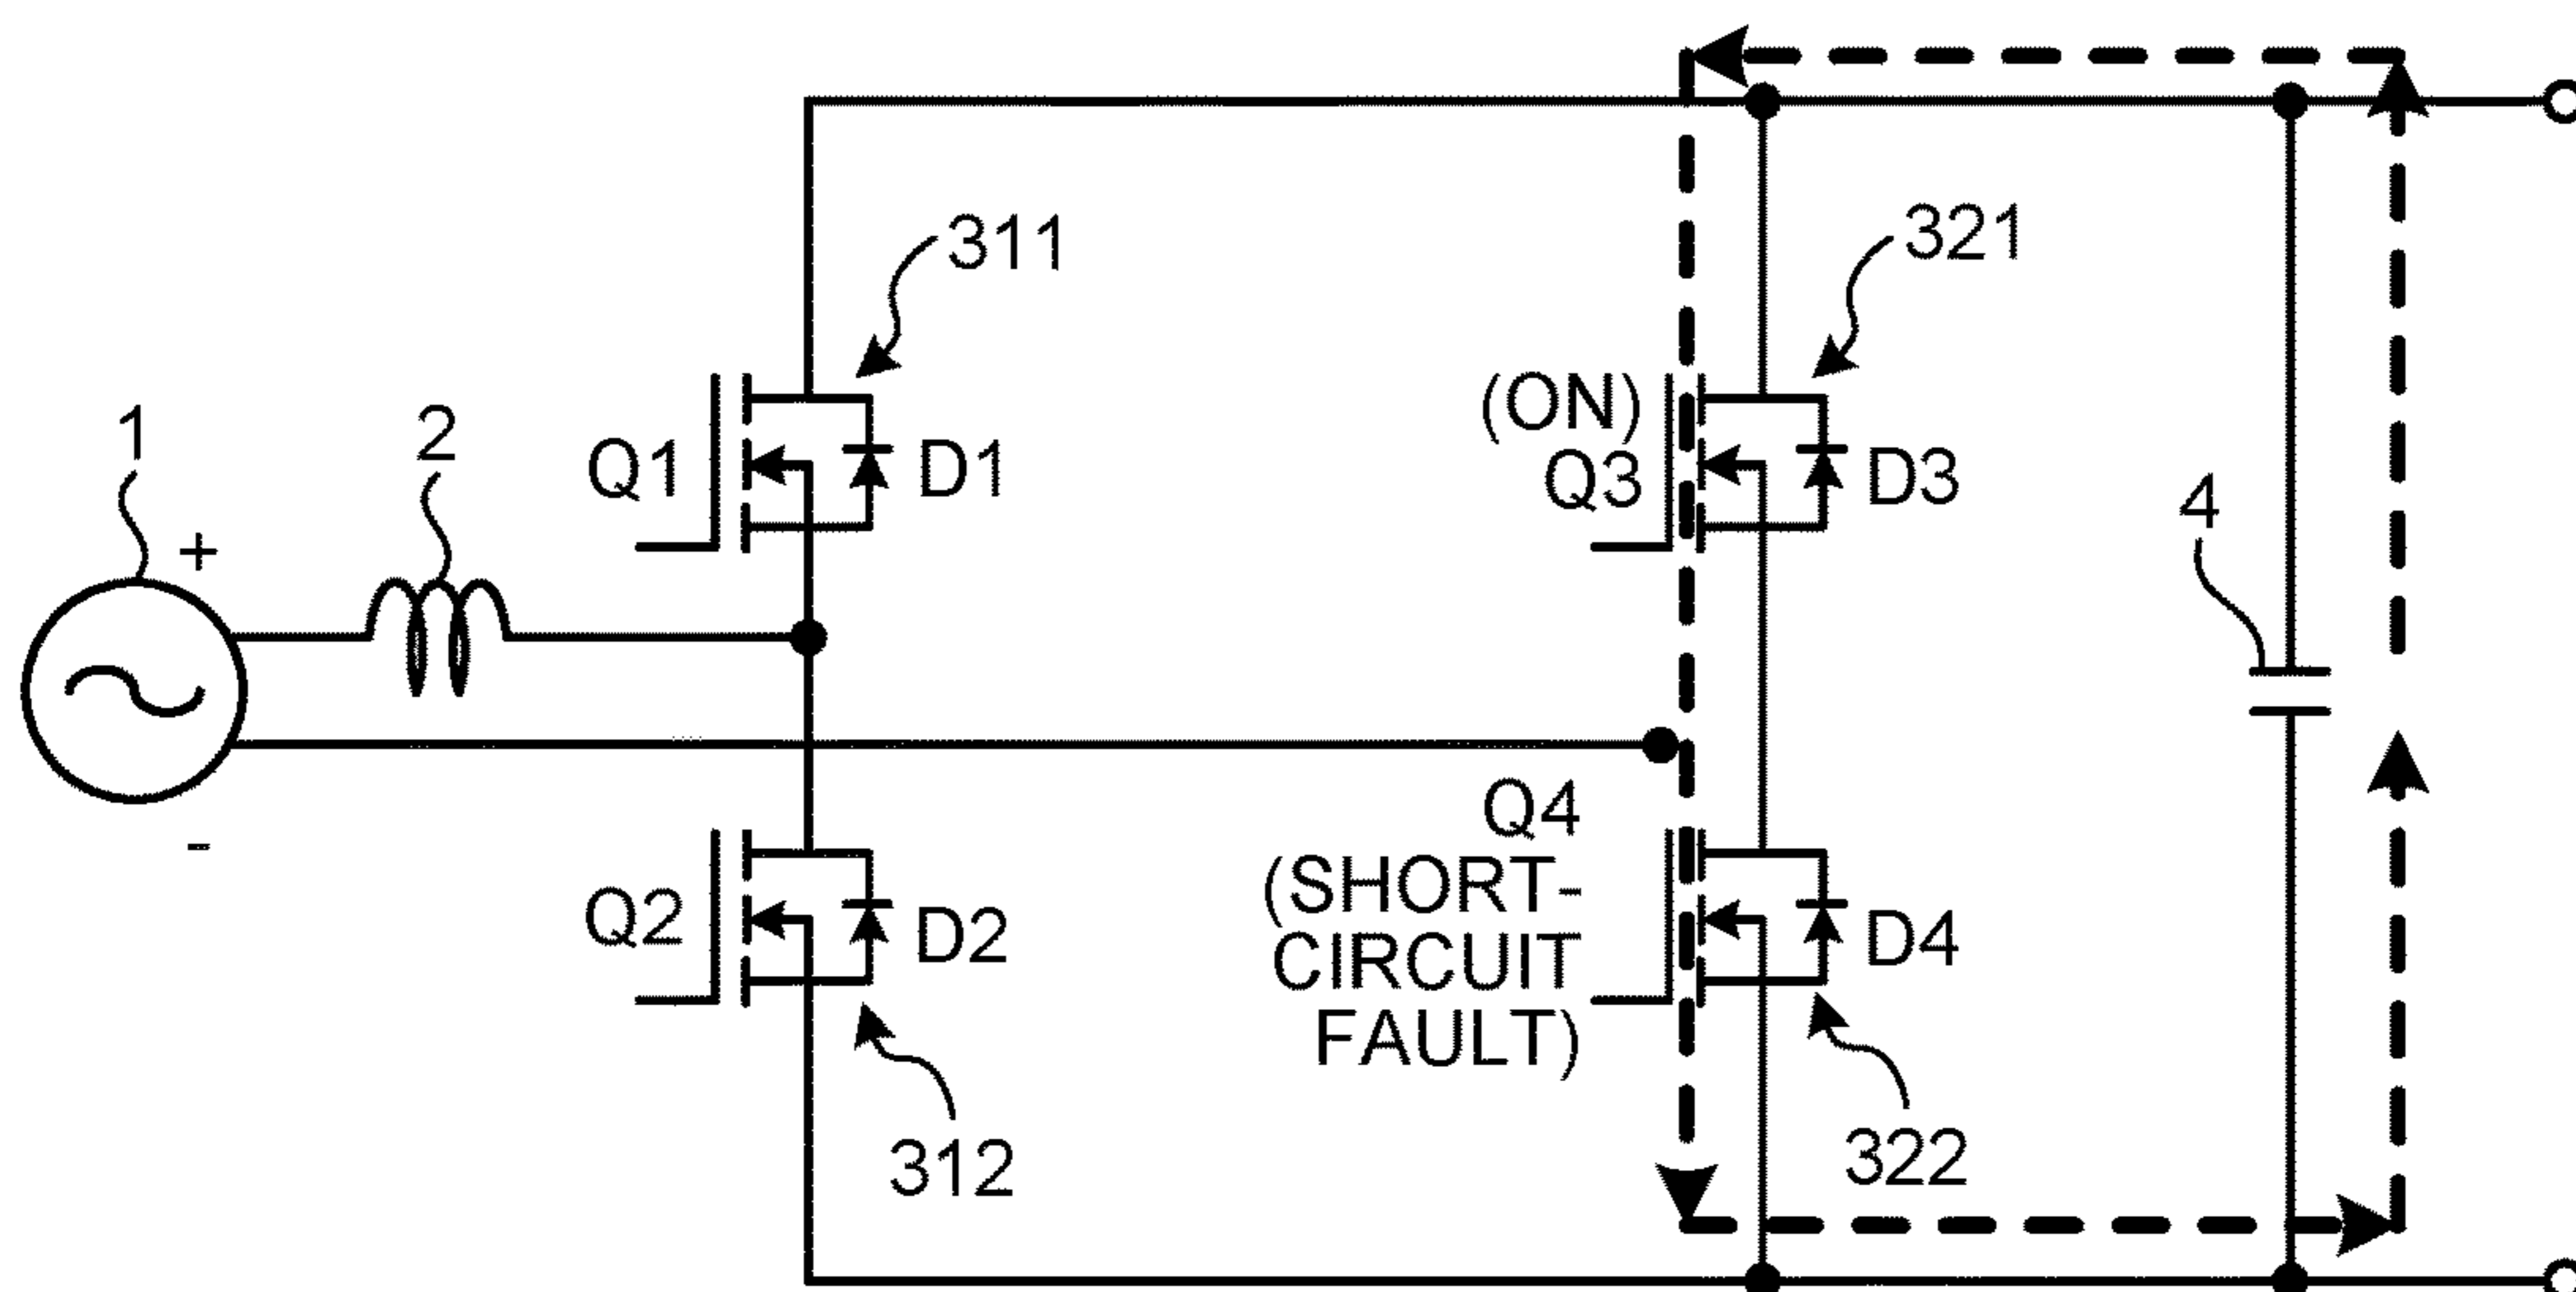 311
321
(ON)
1
2
Q1
D1
Q3
D3
4
+
Q4
(SHORT-
CIRCUIT
FAULT)
-
Q2
D2
D4
312
322